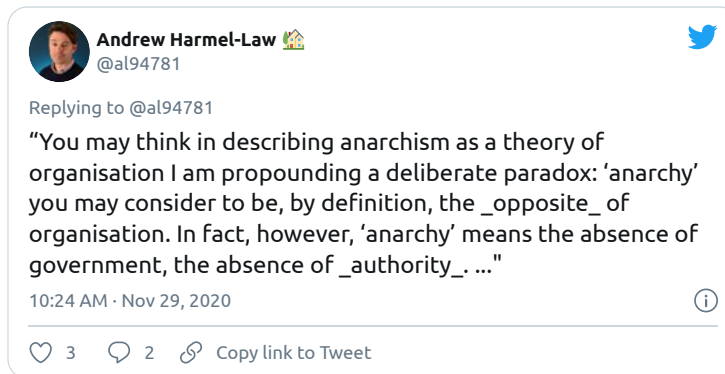 Andrew Harmel-Law 🏡
@al94781
Replying to @al94781
“You may think in describing anarchism as a theory of
organisation I am propounding a deliberate paradox: ‘anarchy’
you may consider to be, by definition, the _opposite_ of
organisation. In fact, however, ‘anarchy’ means the absence of
government, the absence of _authority_. ..."
10:24 AM · Nov 29, 2020
3 2 Copy link to Tweet